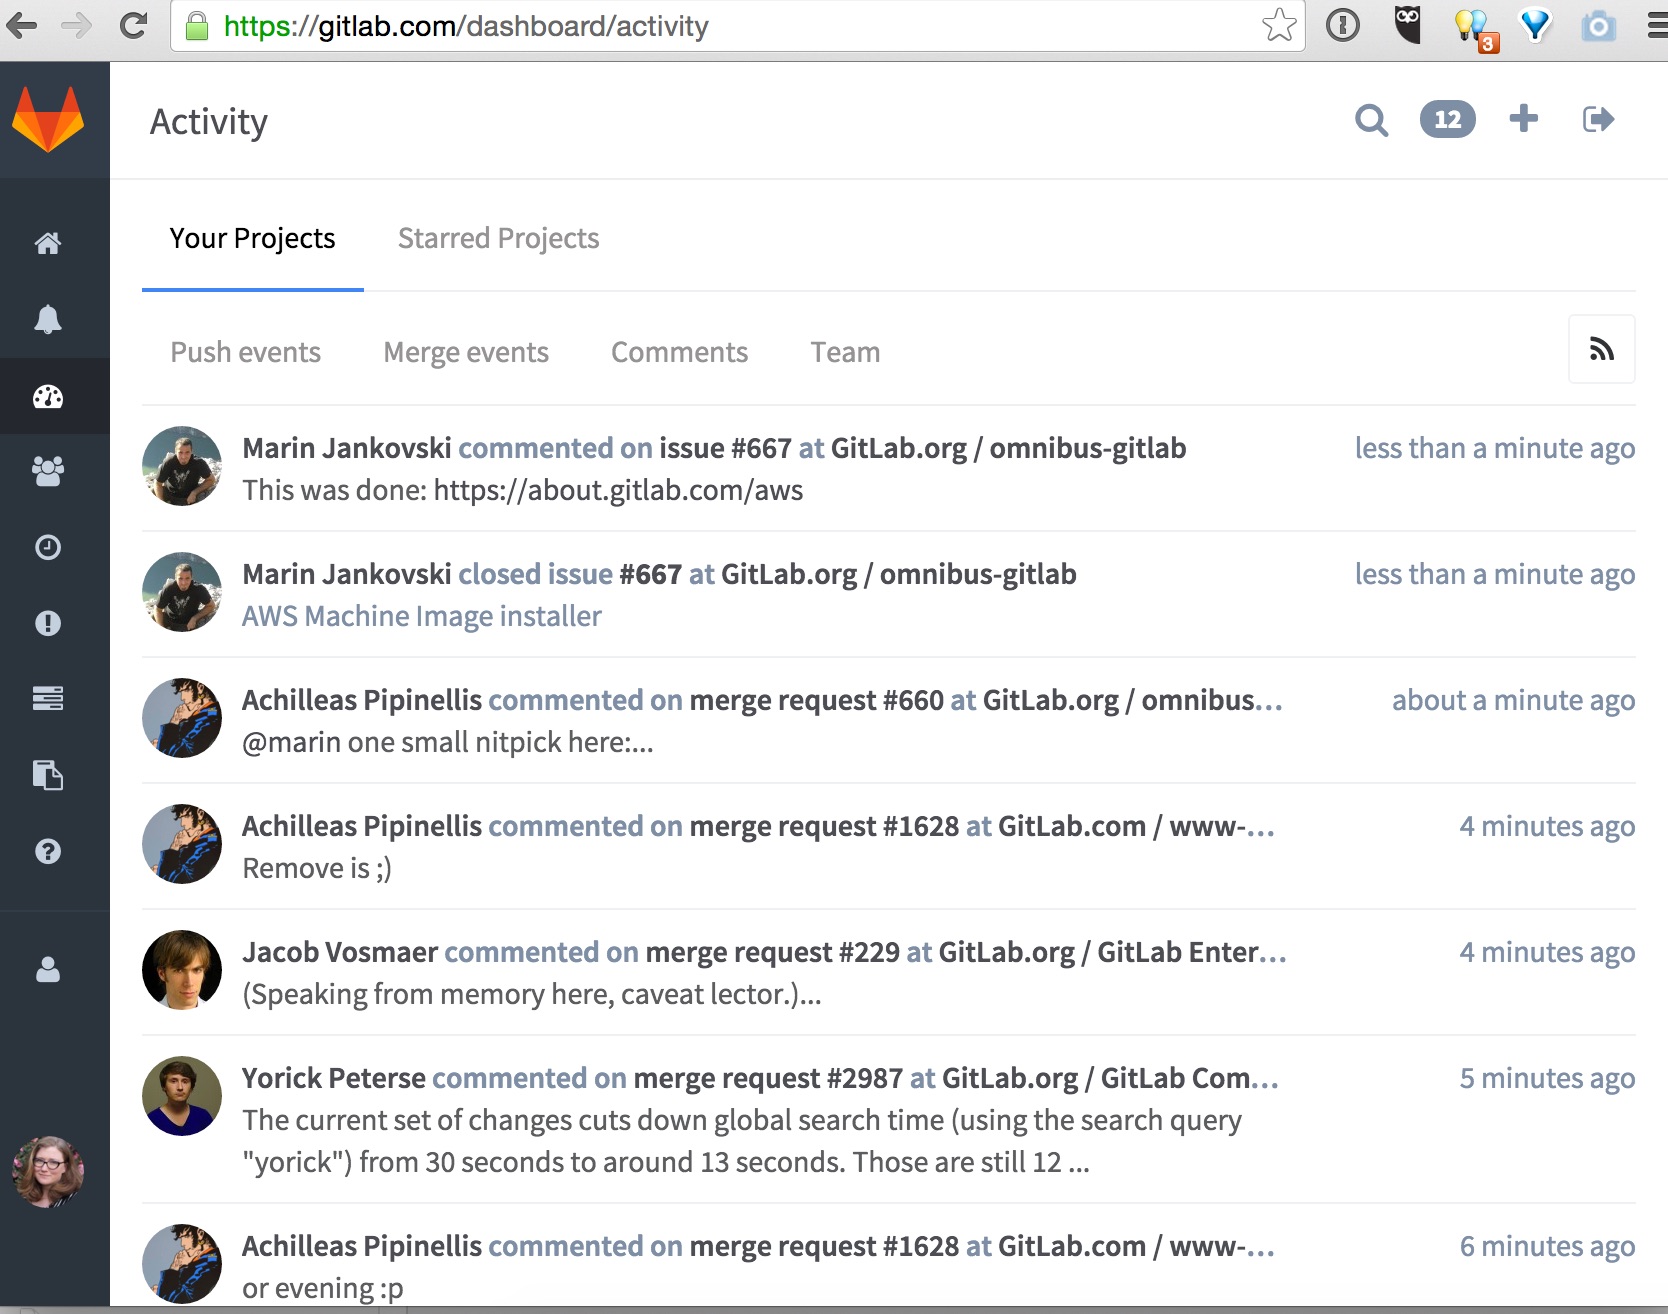 https://gitlab.com/dashboard/activity
3
Activity
12
Your Projects Starred Projects
Push events Merge events Comments Team
Marin Jankovski commented on issue #667 at GitLab.org / omnibus-gitlab less than a minute ago
This was done: https://about.gitlab.com/aws
Marin Jankovski closed issue #667 at GitLab.org / omnibus-gitlab less than a minute ago
AWS Machine Image installer
Achilleas Pipinellis commented on merge request #660 at GitLab.org / omnibus... about a minute ago
@marin one small nitpick here:...
Achilleas Pipinellis commented on merge request #1628 at GitLab.com / www-... 4 minutes ago
Remove is ;)
Jacob Vosmaer commented on merge request #229 at GitLab.org / GitLab Enter... 4 minutes ago
(Speaking from memory here, caveat lector.)...
Yorick Peterse commented on merge request #2987 at GitLab.org / GitLab Com... 5 minutes ago
The current set of changes cuts down global search time (using the search query
"yorick") from 30 seconds to around 13 seconds. Those are still 12 ...
Achilleas Pipinellis commented on merge request #1628 at GitLab.com / www-... 6 minutes ago
or evening :p